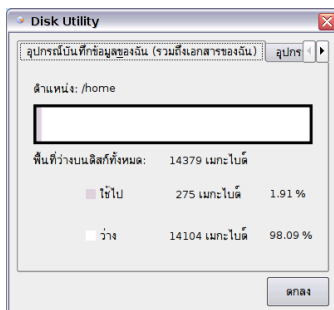 Disk Utility
อุปกรณ์บันทึกข้อมูลของฉัน (รวมถึงเอกสารของฉัน) อุปกร
ตำแหน่ง: /home
พื้นที่ว่างบนดิสก์ทั้งหมด: 14379 เมกะไบต์
ใช้ไป 275 เมกะไบต์ 1.91 %
ว่าง 14104 เมกะไบต์ 98.09 %
ตกลง